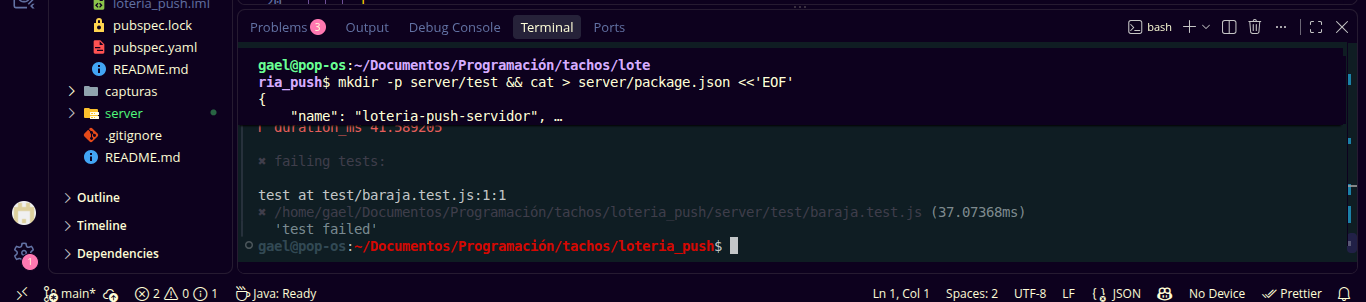 loteria_push.iml
pubspec.lock
pubspec.yaml
README.md
capturas
server
.gitignore
README.md
Outline
Timeline
Dependencies
1
Problems 3 Output Debug Console Terminal Ports
bash
gael@pop-os:~/Documentos/Programación/tachos/lote
ria_push$ mkdir -p server/test && cat > server/package.json <<'EOF'
{
"name": "loteria-push-servidor", …
duration_ms 41.589205
✖ failing tests:
test at test/baraja.test.js:1:1
✖ /home/gael/Documentos/Programación/tachos/loteria_push/server/test/baraja.test.js (37.07368ms)
'test failed'
gael@pop-os:~/Documentos/Programación/tachos/loteria_push$
main* 2 0 1 Java: Ready Ln 1, Col 1 Spaces: 2 UTF-8 LF {} JSON No Device Prettier